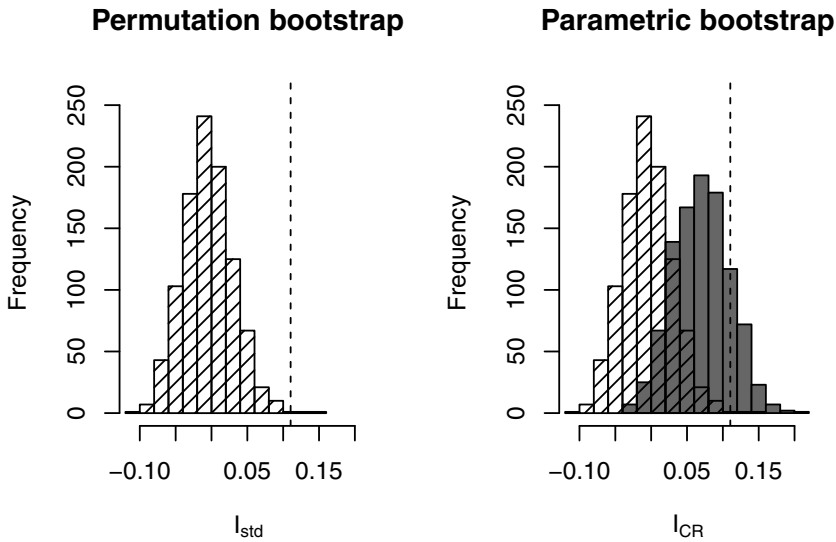 Permutation bootstrap
Frequency
250
200
150
100
50
0
−0.10 0.05 0.15
I_std
Parametric bootstrap
Frequency
250
200
150
100
50
0
−0.10 0.05 0.15
I_CR